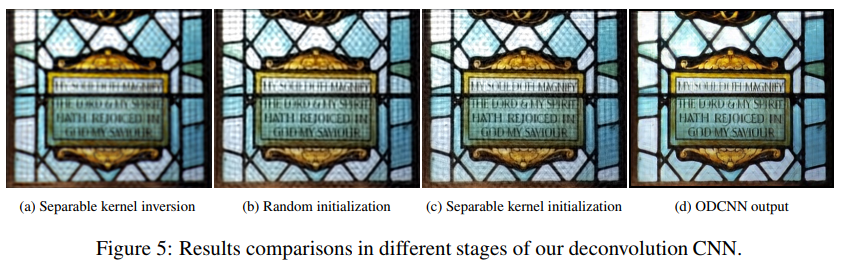 MY SOUL DOTH MAGNIFY
THE LORD & MY SPIRIT
HATH REJOICED IN
GOD MY SAVIOUR
MY SOUL DOTH MAGNIFY
THE LORD & MY SPIRIT
HATH REJOICED IN
GOD MY SAVIOUR
MY SOUL DOTH MAGNIFY
THE LORD & MY SPIRIT
HATH REJOICED IN
GOD MY SAVIOUR
MY SOUL DOTH MAGNIFY
THE LORD & MY SPIRIT
HATH REJOICED IN
GOD MY SAVIOUR
(a) Separable kernel inversion
(b) Random initialization
(c) Separable kernel initialization
(d) ODCNN output
Figure 5: Results comparisons in different stages of our deconvolution CNN.